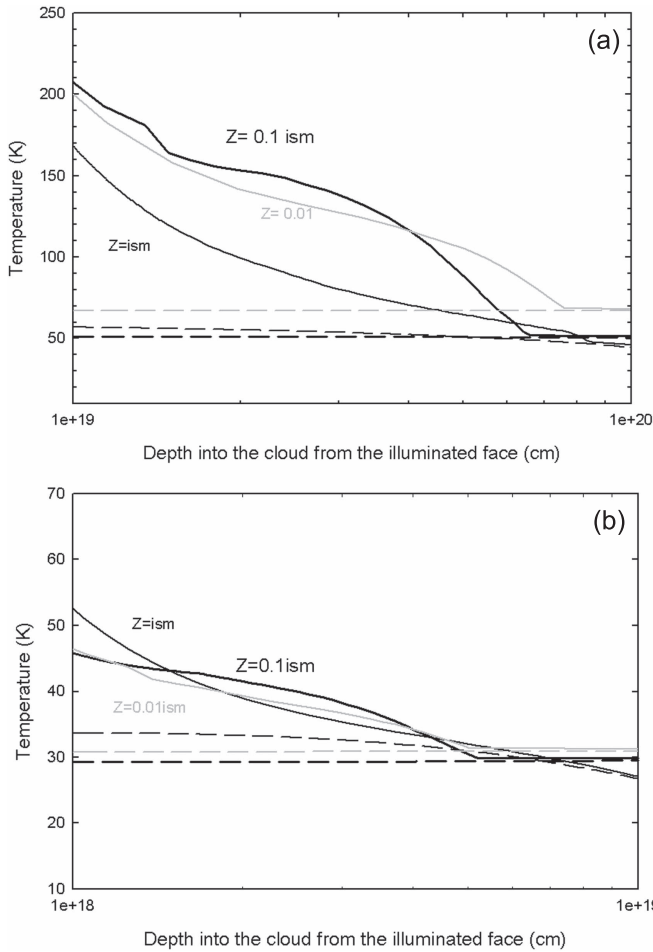 250
(a)
200
Z= 0.1 ism
150
Z= 0.01
Z=ism
100
50
Temperature (K)
1e+19
1e+20
Depth into the cloud from the illuminated face (cm)
70
(b)
60
Z=ism
50
Z=0.1ism
40
Z=0.01ism
30
20
10
Temperature (K)
1e+18
1e+19
Depth into the cloud from the illuminated face (cm)